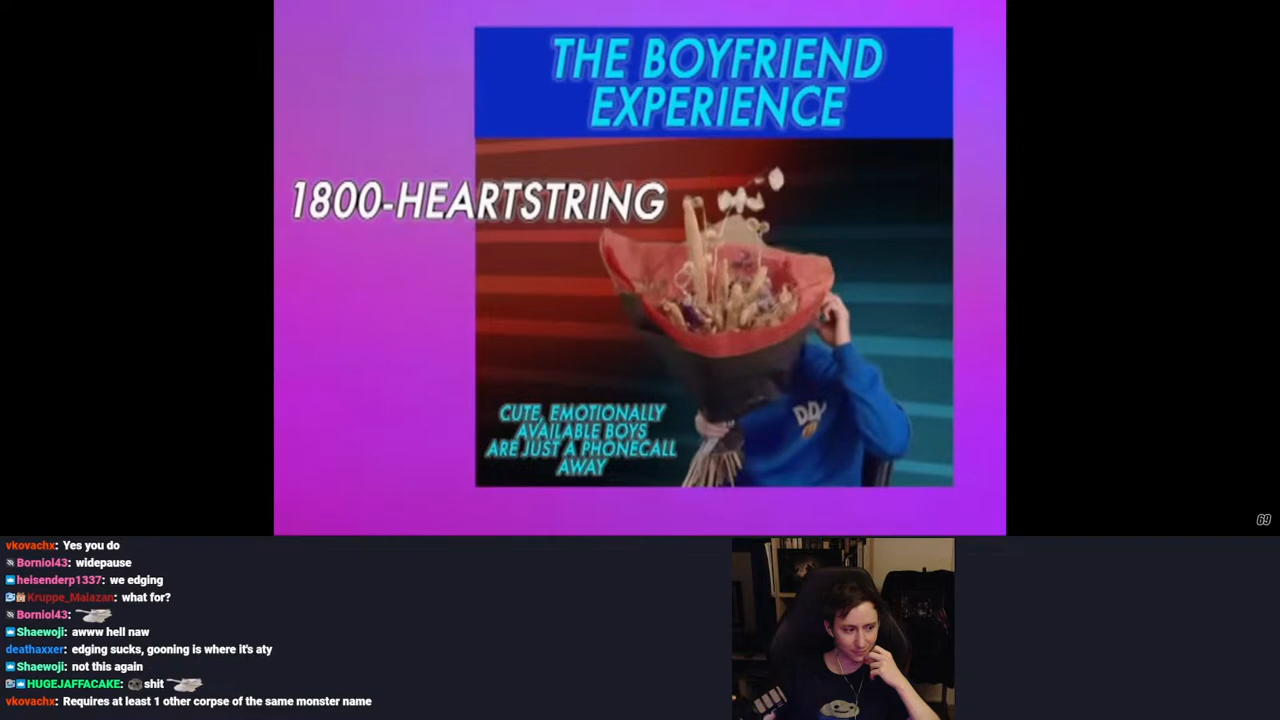 THE BOYFRIEND
EXPERIENCE
1800-HEARTSTRING
CUTE, EMOTIONALLY
AVAILABLE BOYS
ARE JUST A PHONECALL
AWAY
69
vkovachx: Yes you do
Borniol43: widepause
heisenderp1337: we edging
Kruppe_Malazan: what for?
Borniol43:
Shaewoji: awww hell naw
deathaxxer: edging sucks, gooning is where it's aty
Shaewoji: not this again
HUGEJAFFACAKE: shit
vkovachx: Requires at least 1 other corpse of the same monster name